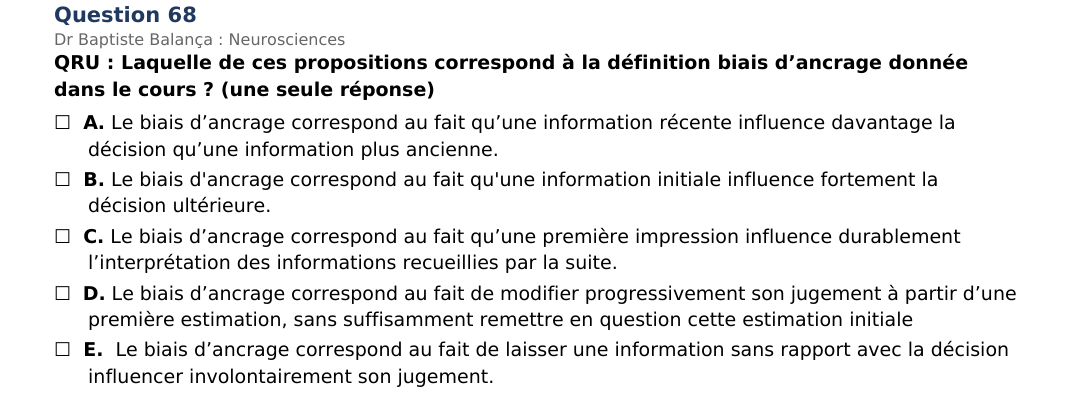 Question 68
Dr Baptiste Balança : Neurosciences
QRU : Laquelle de ces propositions correspond à la définition biais d’ancrage donnée
dans le cours ? (une seule réponse)
☐ A. Le biais d’ancrage correspond au fait qu’une information récente influence davantage la
décision qu’une information plus ancienne.
☐ B. Le biais d'ancrage correspond au fait qu'une information initiale influence fortement la
décision ultérieure.
☐ C. Le biais d’ancrage correspond au fait qu’une première impression influence durablement
l’interprétation des informations recueillies par la suite.
☐ D. Le biais d’ancrage correspond au fait de modifier progressivement son jugement à partir d’une
première estimation, sans suffisamment remettre en question cette estimation initiale
☐ E. Le biais d’ancrage correspond au fait de laisser une information sans rapport avec la décision
influencer involontairement son jugement.